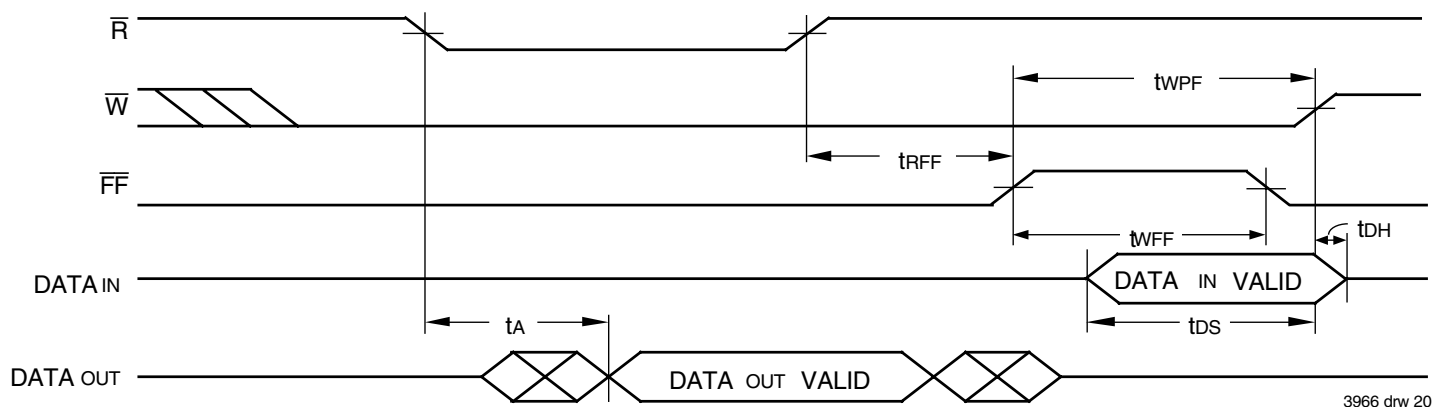 R̅
tWPF
W̅
tRFF
F̅F̅
tWFF
tDH
DATA IN
DATA IN VALID
tA
tDS
DATA OUT
DATA OUT VALID
3966 drw 20